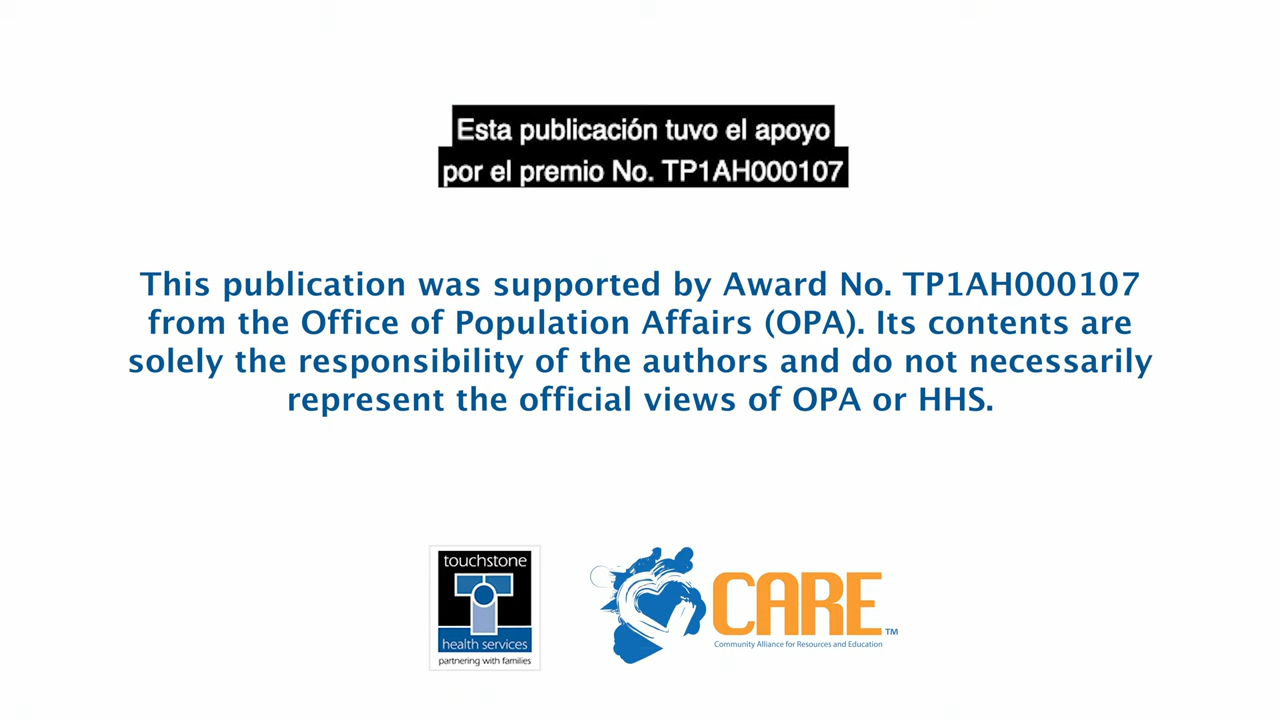 Esta publicación tuvo el apoyo
por el premio No. TP1AH000107
This publication was supported by Award No. TP1AH000107
from the Office of Population Affairs (OPA). Its contents are
solely the responsibility of the authors and do not necessarily
represent the official views of OPA or HHS.
touchstone
health services
partnering with families
CARE™
Community Alliance for Resources and Education